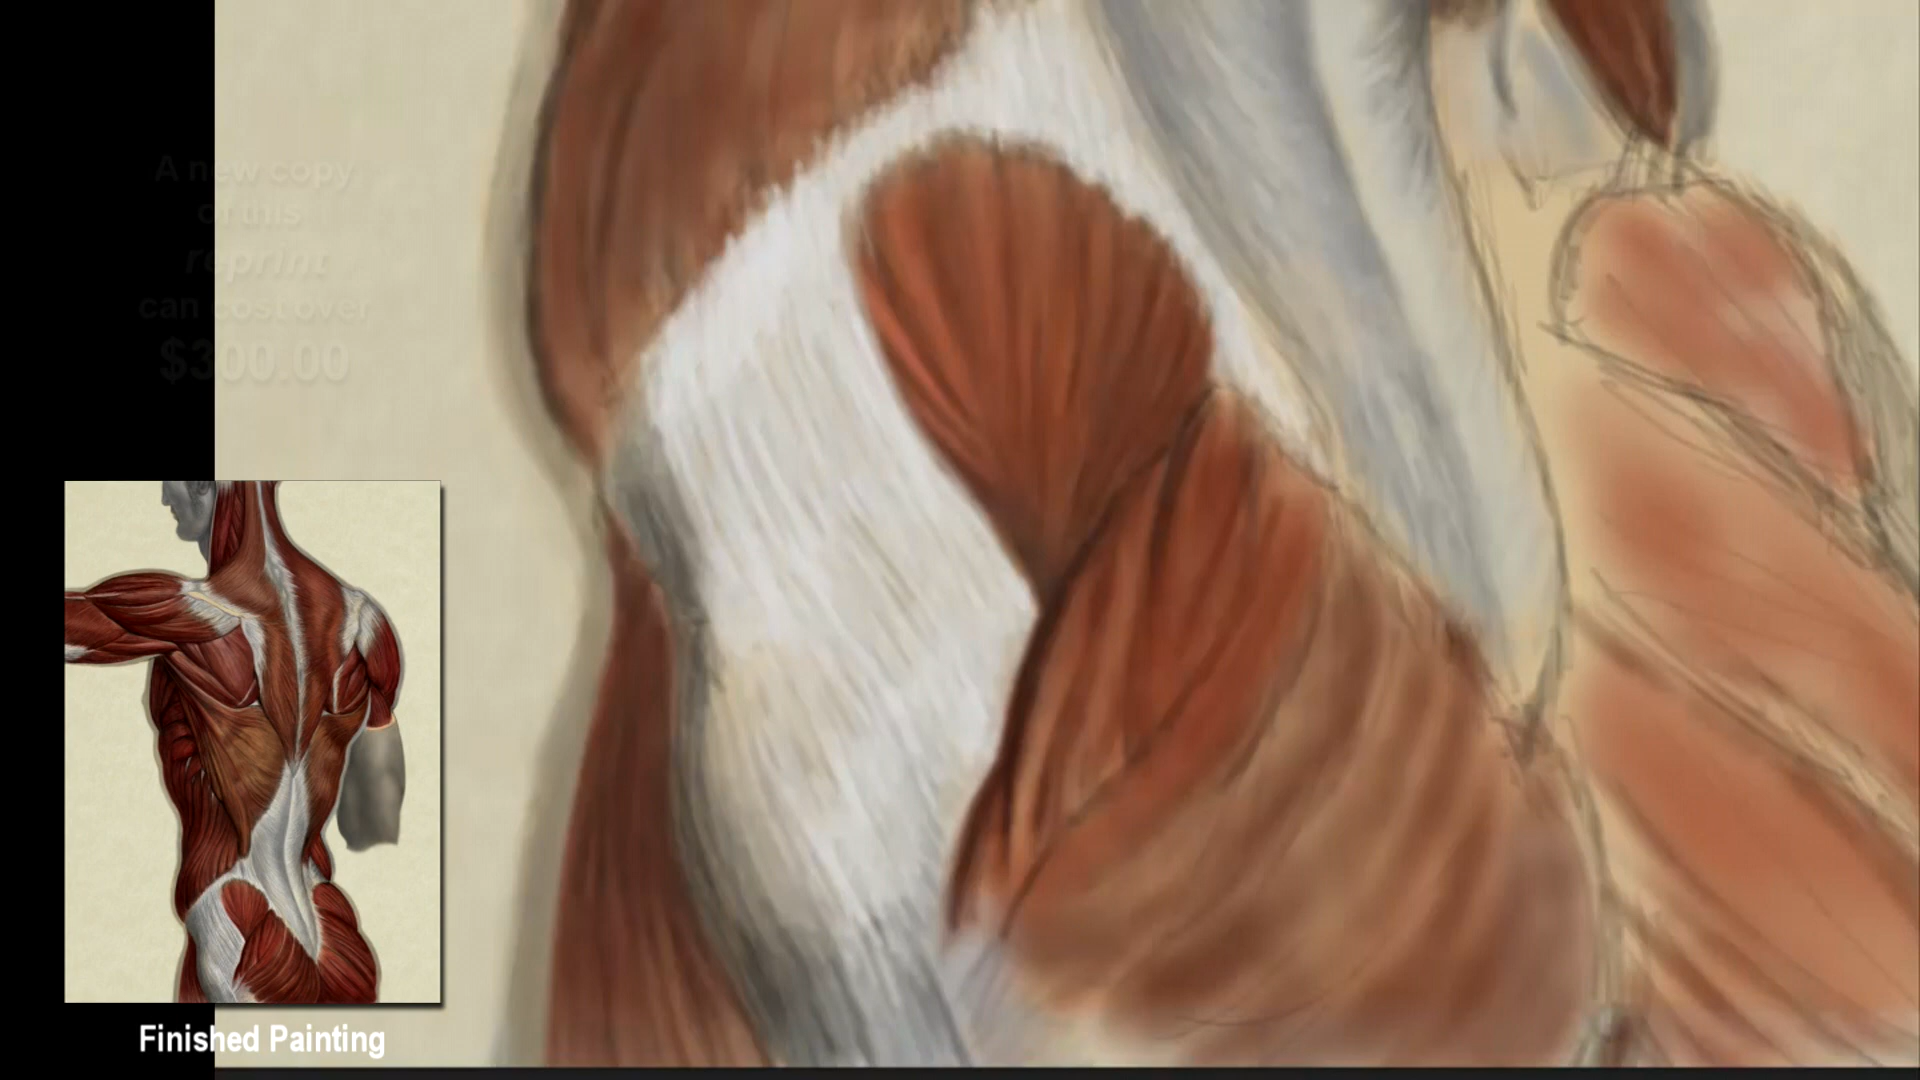 A new copy
of this
reprint
can cost over
$300.00
Finished Painting